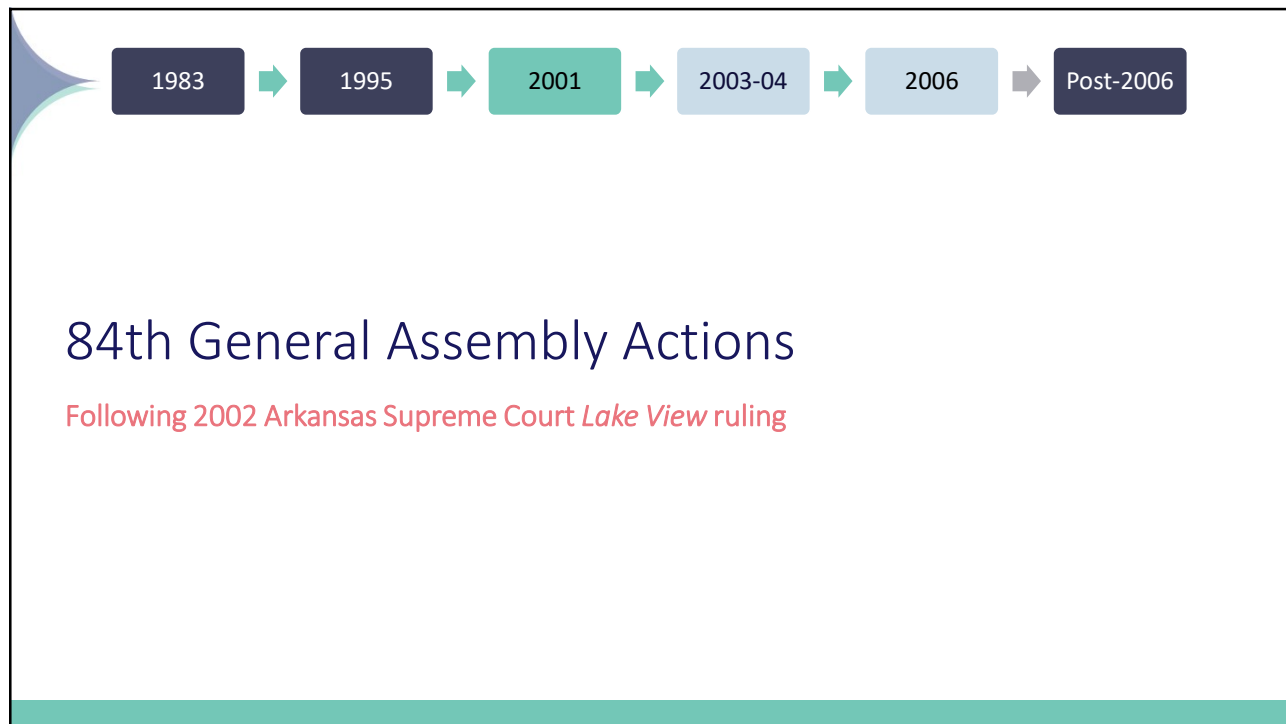 1983
1995
2001
2003-04
2006
Post-2006
84th General Assembly Actions
Following 2002 Arkansas Supreme Court Lake View ruling